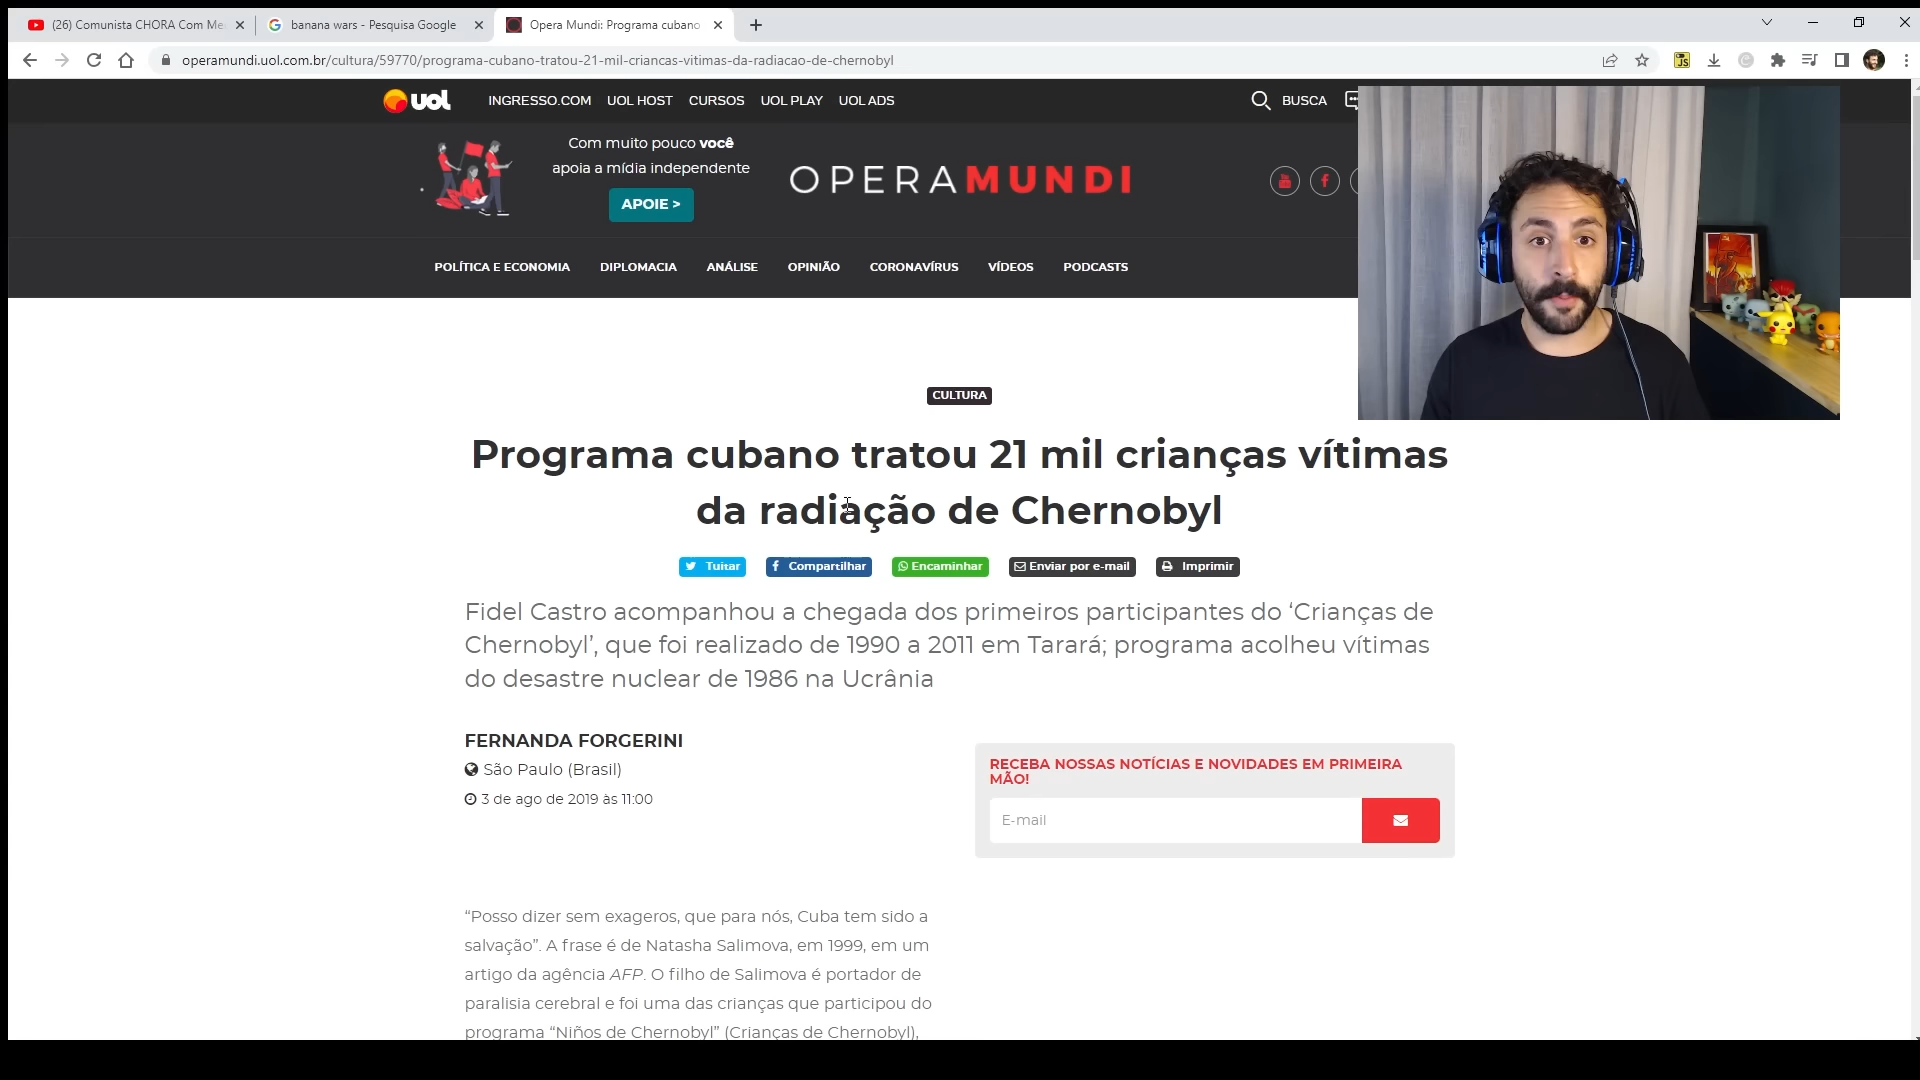 (26) Comunista CHORA Com Me
banana wars - Pesquisa Google
Opera Mundi: Programa cubano
operamundi.uol.com.br/cultura/59770/programa-cubano-tratou-21-mil-criancas-vitimas-da-radiacao-de-chernobyl
JS
UOL
INGRESSO.COM
UOL HOST
CURSOS
UOL PLAY
UOL ADS
BUSCA
Com muito pouco você
apoia a mídia independente
APOIE >
OPERAMUNDI
POLÍTICA E ECONOMIA
DIPLOMACIA
ANÁLISE
OPINIÃO
CORONAVÍRUS
VÍDEOS
PODCASTS
CULTURA
Programa cubano tratou 21 mil crianças vítimas
da radiação de Chernobyl
Tuitar
Compartilhar
Encaminhar
Enviar por e-mail
Imprimir
Fidel Castro acompanhou a chegada dos primeiros participantes do ‘Crianças de
Chernobyl’, que foi realizado de 1990 a 2011 em Tarará; programa acolheu vítimas
do desastre nuclear de 1986 na Ucrânia
FERNANDA FORGERINI
São Paulo (Brasil)
3 de ago de 2019 às 11:00
RECEBA NOSSAS NOTÍCIAS E NOVIDADES EM PRIMEIRA
MÃO!
E-mail
“Posso dizer sem exageros, que para nós, Cuba tem sido a
salvação”. A frase é de Natasha Salimova, em 1999, em um
artigo da agência AFP. O filho de Salimova é portador de
paralisia cerebral e foi uma das crianças que participou do
programa “Niños de Chernobyl” (Crianças de Chernobyl),